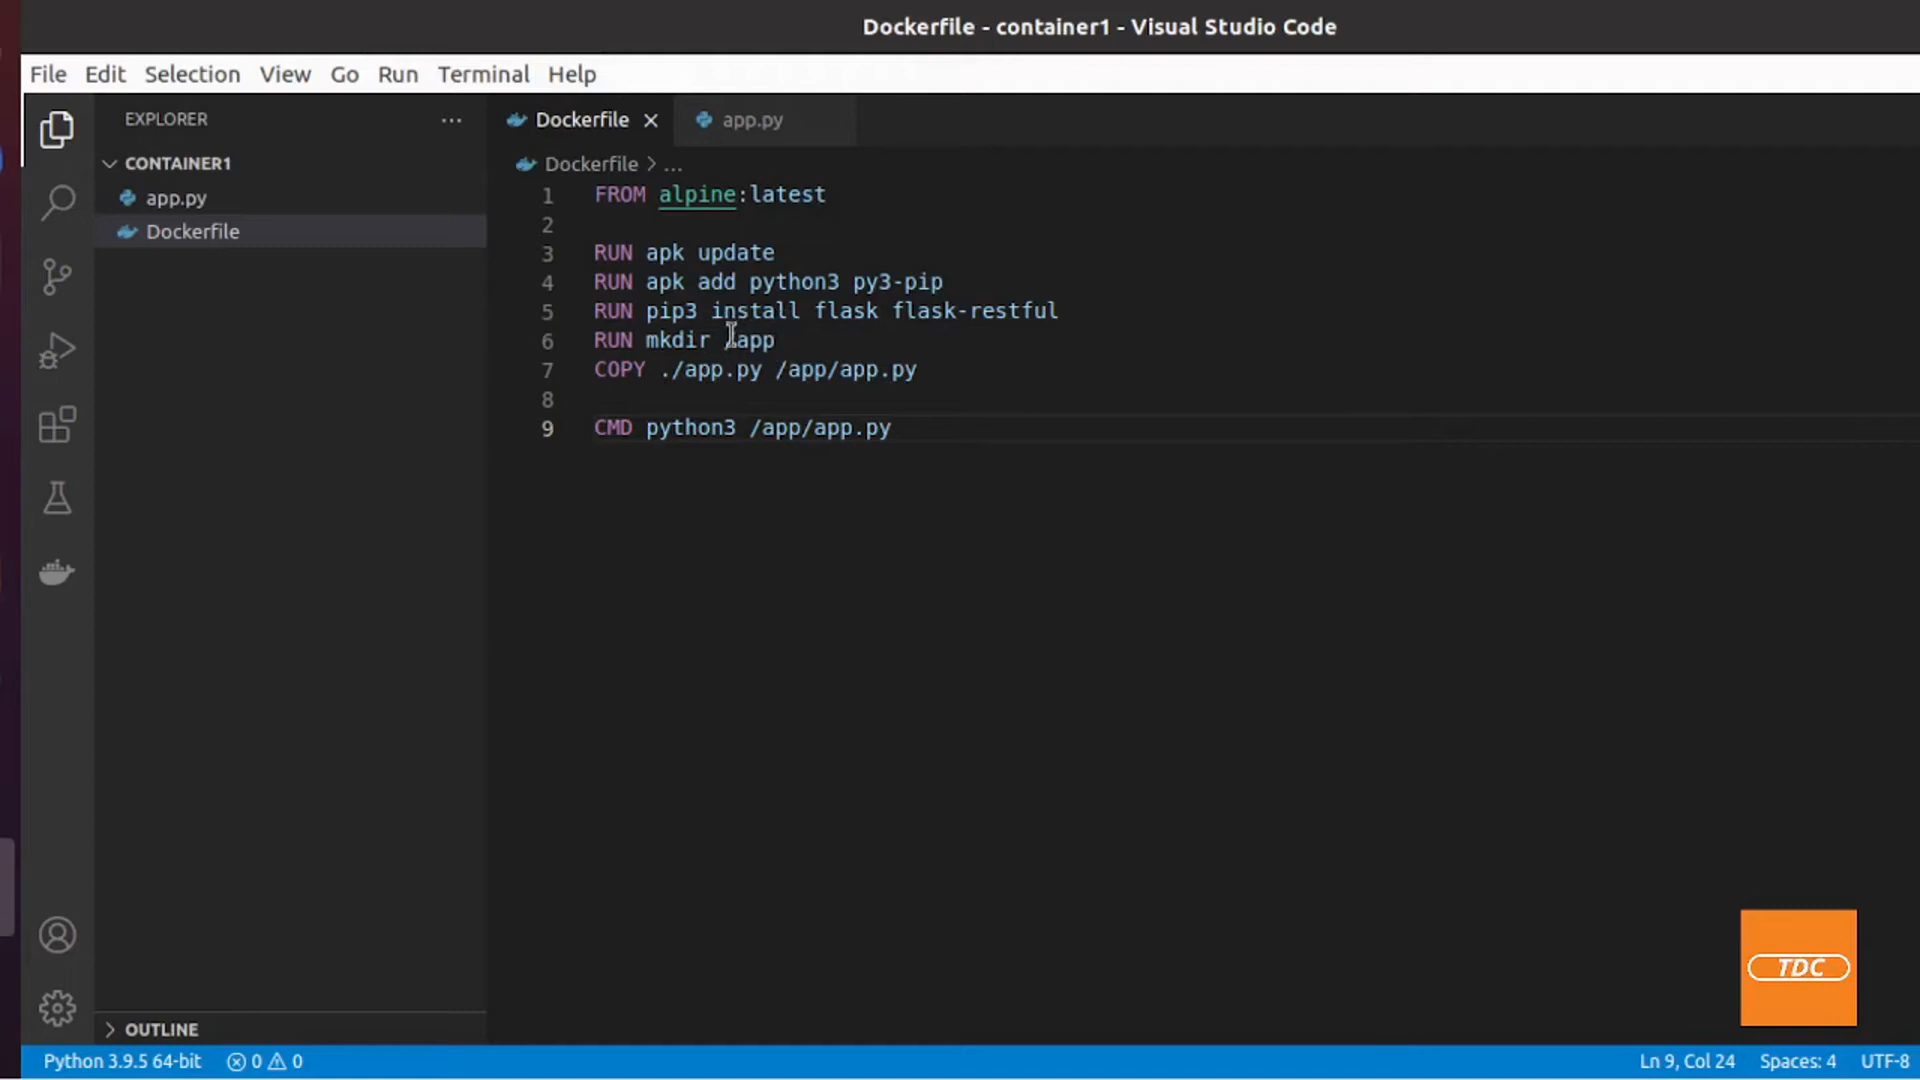 Dockerfile - container1 - Visual Studio Code
File Edit Selection View Go Run Terminal Help
EXPLORER ...
CONTAINER1
app.py
Dockerfile
OUTLINE
Dockerfile app.py
Dockerfile > ...
1 FROM alpine:latest
2
3 RUN apk update
4 RUN apk add python3 py3-pip
5 RUN pip3 install flask flask-restful
6 RUN mkdir /app
7 COPY ./app.py /app/app.py
8
9 CMD python3 /app/app.py
TDC
Python 3.9.5 64-bit 0 0 Ln 9, Col 24 Spaces: 4 UTF-8